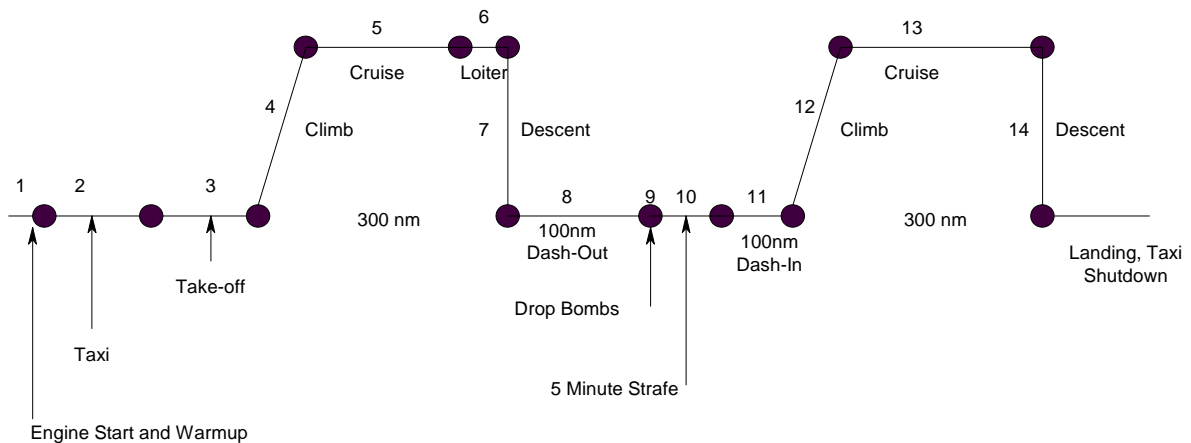 6
5
13
Cruise
Loiter
Cruise
4
12
Climb
7
Descent
Climb
14
Descent
1
2
3
8
9
10
11
300 nm
300 nm
100nm
Dash-Out
100nm
Dash-In
Landing, Taxi
Shutdown
Take-off
Drop Bombs
Taxi
5 Minute Strafe
Engine Start and Warmup